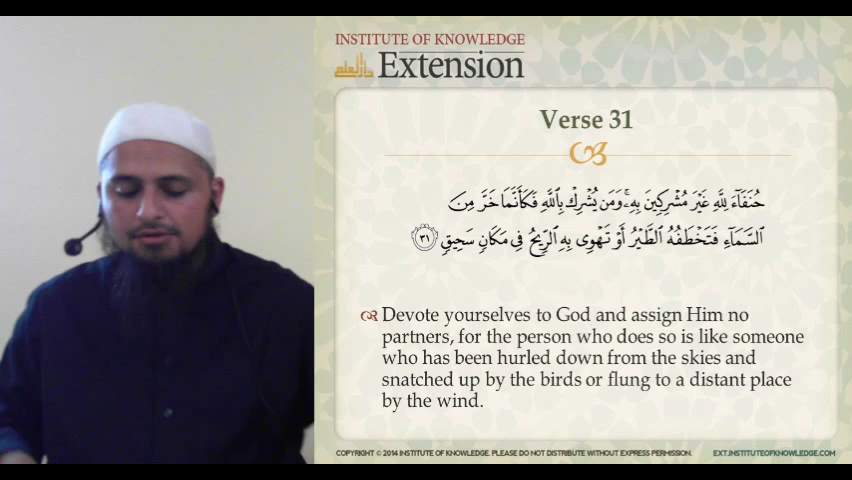 INSTITUTE OF KNOWLEDGE
دار العلم Extension
Verse 31
حُنَفَآءَ لِلَّهِ غَيْرَ مُشْرِكِينَ بِهِۦ ۚ وَمَن يُشْرِكْ بِٱللَّهِ فَكَأَنَّمَا خَرَّ مِنَ
ٱلسَّمَآءِ فَتَخْطَفُهُ ٱلطَّيْرُ أَوْ تَهْوِى بِهِ ٱلرِّيحُ فِى مَكَانٍ سَحِيقٍ ٣١
Devote yourselves to God and assign Him no
partners, for the person who does so is like someone
who has been hurled down from the skies and
snatched up by the birds or flung to a distant place
by the wind.
COPYRIGHT © 2014 INSTITUTE OF KNOWLEDGE. PLEASE DO NOT DISTRIBUTE WITHOUT EXPRESS PERMISSION. EXT.INSTITUTEOFKNOWLEDGE.COM